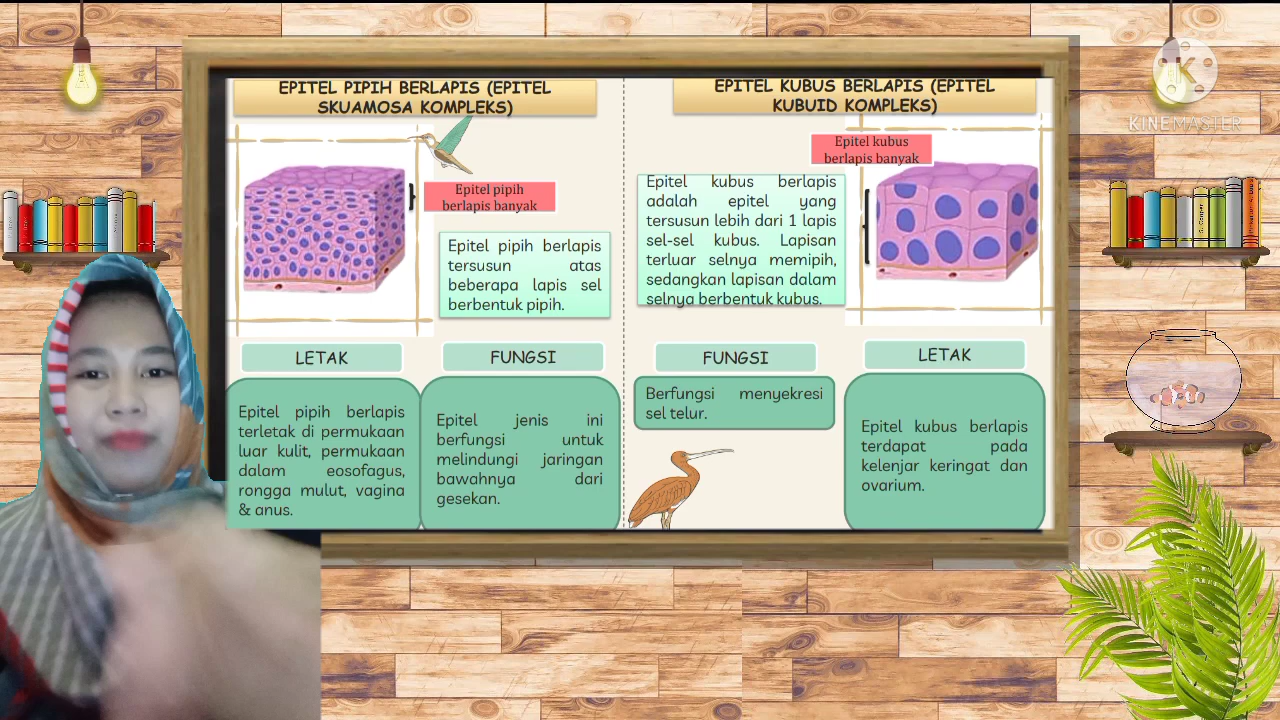 EPITEL PIPIH BERLAPIS (EPITEL
SKUAMOSA KOMPLEKS)
Epitel pipih
berlapis banyak
Epitel pipih berlapis
tersusun atas
beberapa lapis sel
berbentuk pipih.
LETAK
Epitel pipih berlapis
terletak di permukaan
luar kulit, permukaan
dalam eosofagus,
rongga mulut, vagina
& anus.
FUNGSI
Epitel jenis ini
berfungsi untuk
melindungi jaringan
bawahnya dari
gesekan.
EPITEL KUBUS BERLAPIS (EPITEL
KUBUID KOMPLEKS)
Epitel kubus
berlapis banyak
Epitel kubus berlapis
adalah epitel yang
tersusun lebih dari 1 lapis
sel-sel kubus. Lapisan
terluar selnya memipih,
sedangkan lapisan dalam
selnya berbentuk kubus.
FUNGSI
Berfungsi menyekresi
sel telur.
LETAK
Epitel kubus berlapis
terdapat pada
kelenjar keringat dan
ovarium.
K
KINEMASTER